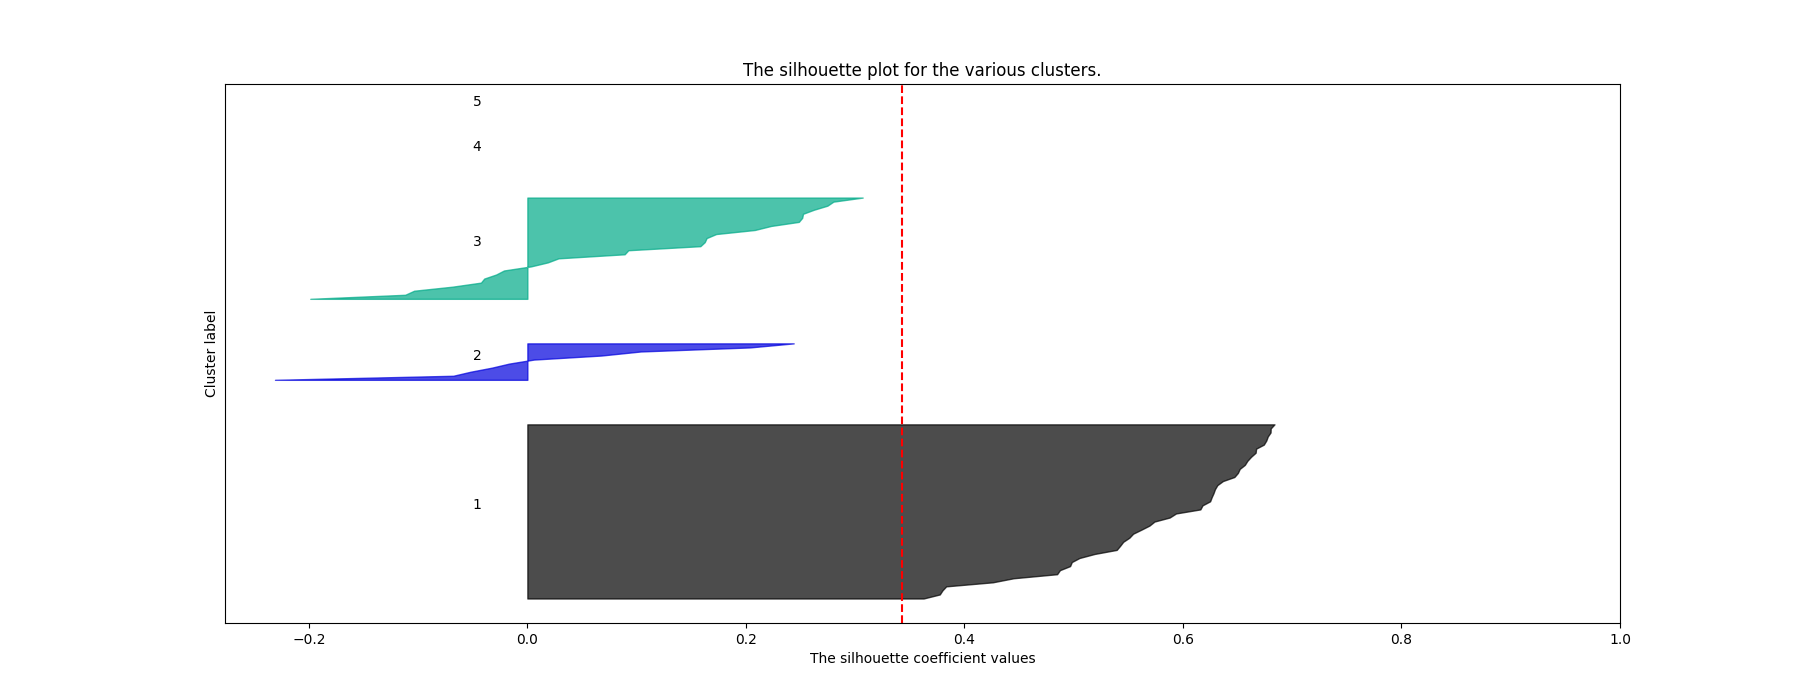 The silhouette plot for the various clusters.
5
4
3
2
1
Cluster label
−0.2 0.0 0.2 0.4 0.6 0.8 1.0
The silhouette coefficient values